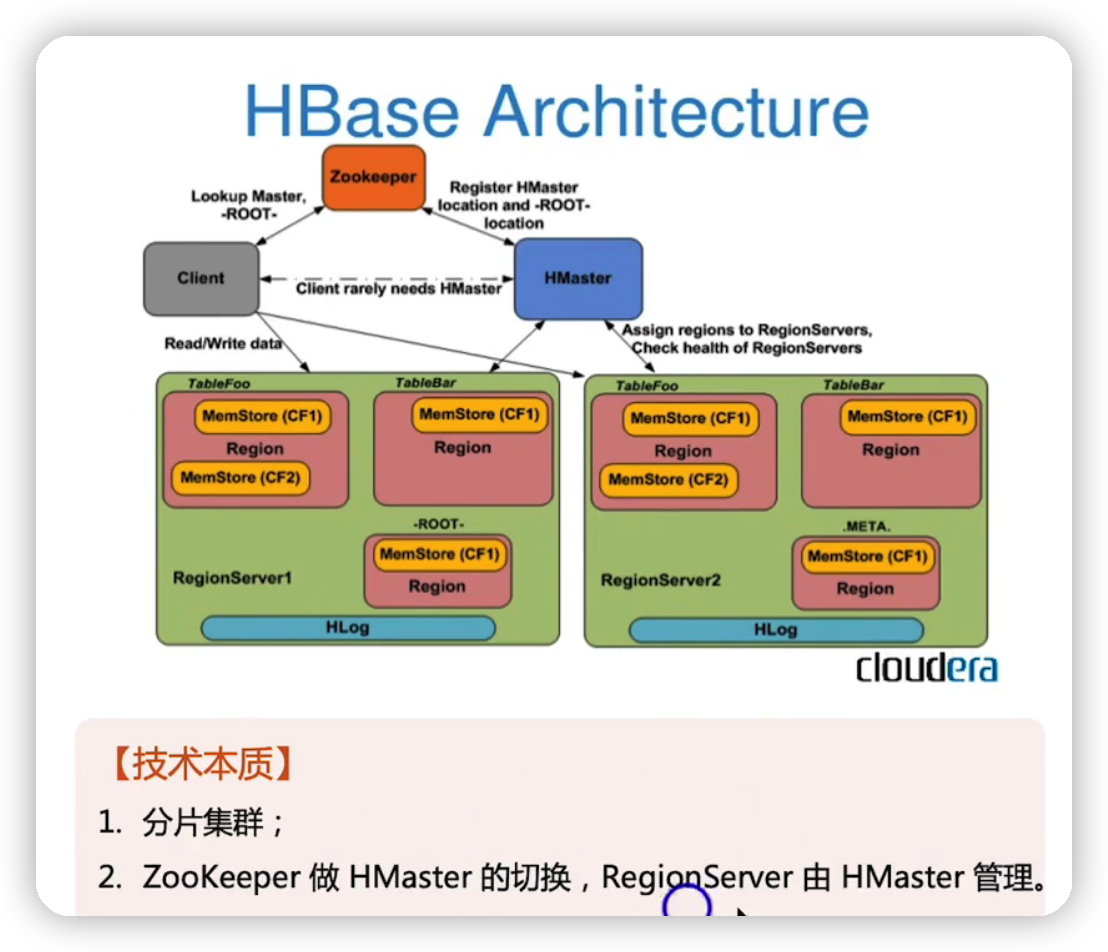 HBase Architecture
Zookeeper
Lookup Master,
-ROOT-
Register HMaster
location and -ROOT-
location
Client
HMaster
Client rarely needs HMaster
Read/Write data
Assign regions to RegionServers,
Check health of RegionServers
TableFoo
TableBar
MemStore (CF1)
MemStore (CF1)
Region
Region
MemStore (CF2)
-ROOT-
MemStore (CF1)
Region
RegionServer1
HLog
TableFoo
TableBar
MemStore (CF1)
MemStore (CF1)
Region
Region
MemStore (CF2)
.META.
MemStore (CF1)
Region
RegionServer2
HLog
cloudera
【技术本质】
1. 分片集群；
2. ZooKeeper 做 HMaster 的切换，RegionServer 由 HMaster 管理。